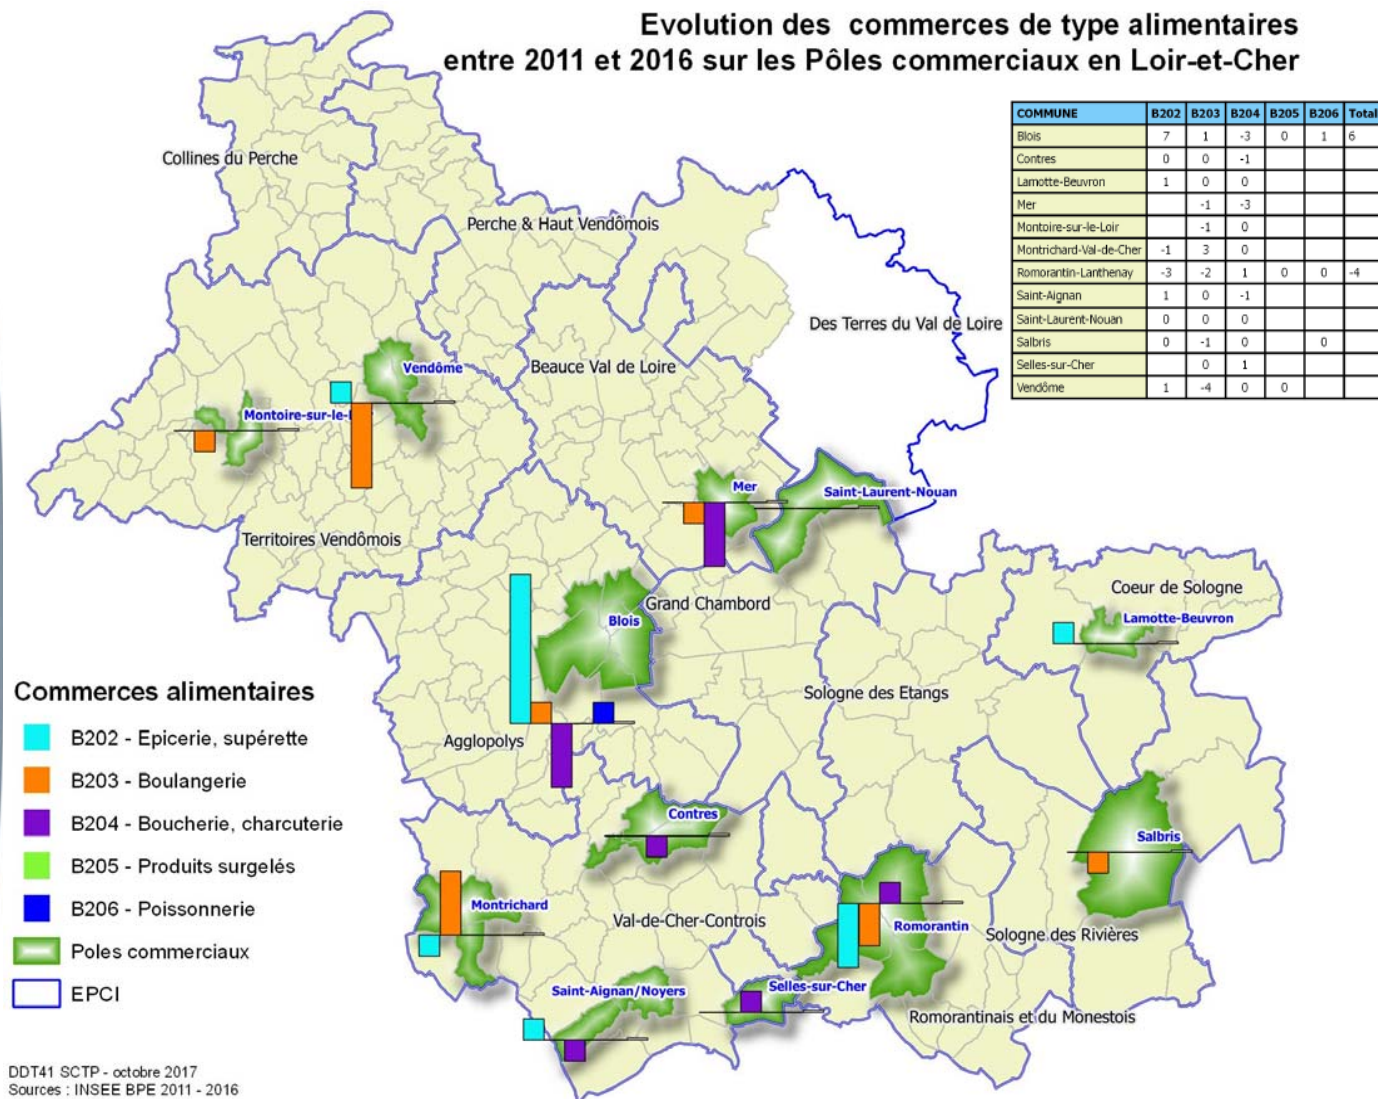 Evolution des commerces de type alimentaires
entre 2011 et 2016 sur les Pôles commerciaux en Loir-et-Cher
COMMUNE B202 B203 B204 B205 B206 Total
Blois 7 1 -3 0 1 6
Contres 0 0 -1
Lamotte-Beuvron 1 0 0
Mer -1 -3
Montoire-sur-le-Loir -1 0
Montrichard-Val-de-Cher -1 3 0
Romorantin-Lanthenay -3 -2 1 0 0 -4
Saint-Aignan 1 0 -1
Saint-Laurent-Nouan 0 0 0
Salbris 0 -1 0 0
Selles-sur-Cher 0 1
Vendôme 1 -4 0 0
Collines du Perche
Perche & Haut Vendômois
Des Terres du Val de Loire
Beauce Val de Loire
Vendôme
Montoire-sur-le-
Mer
Saint-Laurent-Nouan
Territoires Vendômois
Coeur de Sologne
Grand Chambord
Blois
Lamotte-Beuvron
Sologne des Etangs
Agglopolys
Contres
Salbris
Montrichard
Val-de-Cher-Controis
Romorantin
Sologne des Rivières
Saint-Aignan/Noyers
Selles-sur-Cher
Romorantinais et du Monestois
Commerces alimentaires
B202 - Epicerie, supérette
B203 - Boulangerie
B204 - Boucherie, charcuterie
B205 - Produits surgelés
B206 - Poissonnerie
Poles commerciaux
EPCI
DDT41 SCTP - octobre 2017
Sources : INSEE BPE 2011 - 2016